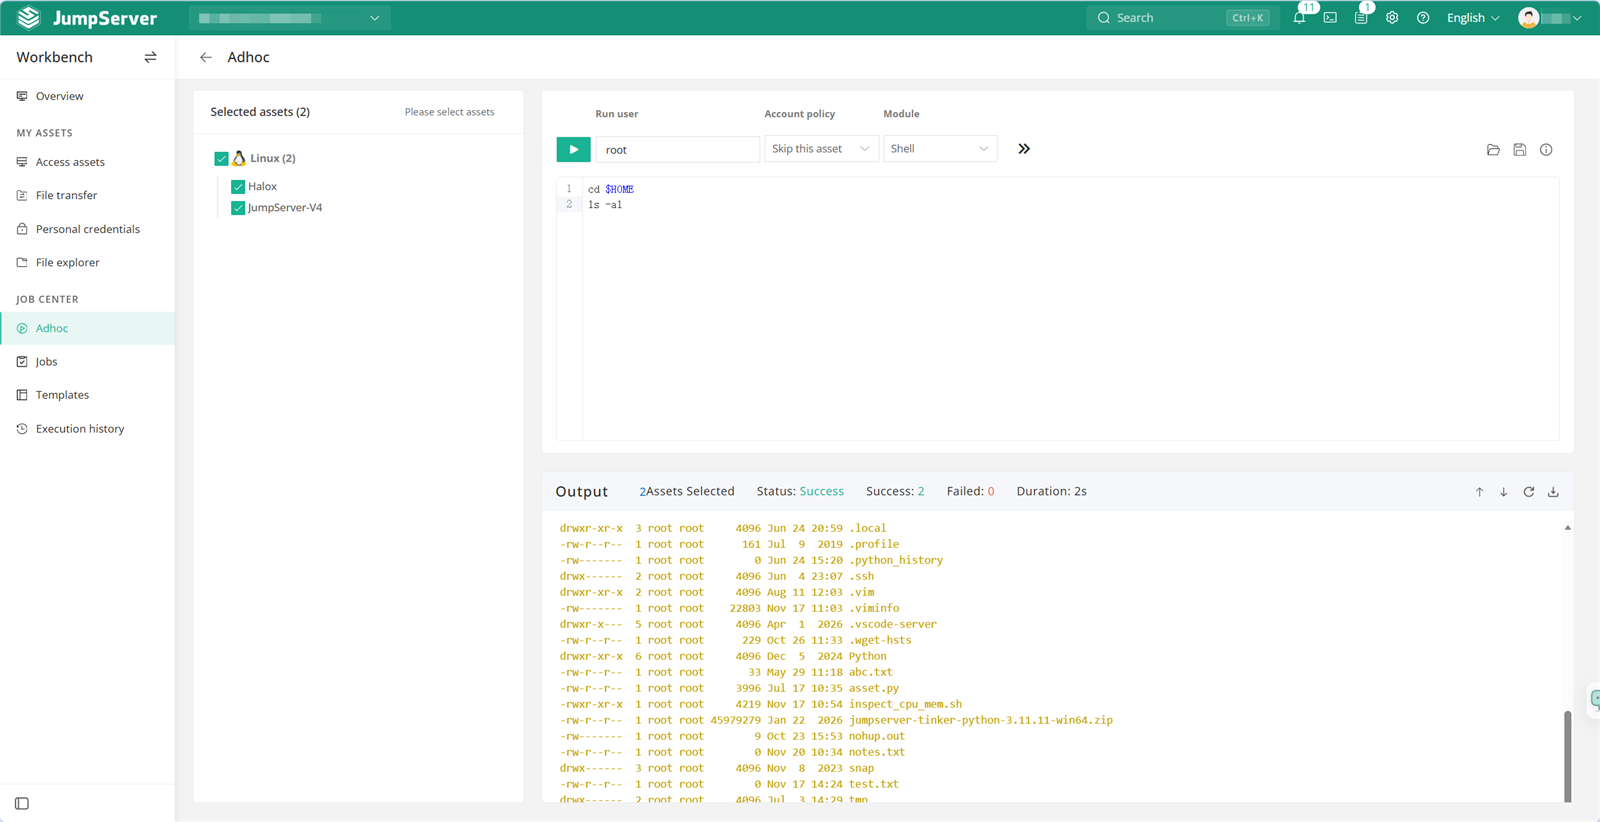 JumpServer
Search
Ctrl+K
11
1
English
Workbench
Adhoc
Overview
MY ASSETS
Access assets
File transfer
Personal credentials
File explorer
JOB CENTER
Adhoc
Jobs
Templates
Execution history
Selected assets (2)
Please select assets
Linux (2)
Halox
JumpServer-V4
Run user
Account policy
Module
root
Skip this asset
Shell
1 cd $HOME
2 ls -al
Output
2Assets Selected
Status: Success
Success: 2
Failed: 0
Duration: 2s
drwxr-xr-x 3 root root 4096 Jun 24 20:59 .local
-rw-r--r-- 1 root root 161 Jul 9 2019 .profile
-rw------- 1 root root 0 Jun 24 15:20 .python_history
drwx------ 2 root root 4096 Jun 4 23:07 .ssh
drwxr-xr-x 2 root root 4096 Aug 11 12:03 .vim
-rw------- 1 root root 22803 Nov 17 11:03 .viminfo
drwxr-x--- 5 root root 4096 Apr 1 2026 .vscode-server
-rw-r--r-- 1 root root 229 Oct 26 11:33 .wget-hsts
drwxr-xr-x 6 root root 4096 Dec 5 2024 Python
-rw-r--r-- 1 root root 33 May 29 11:18 abc.txt
-rw-r--r-- 1 root root 3996 Jul 17 10:35 asset.py
-rwxr-xr-x 1 root root 4219 Nov 17 10:54 inspect_cpu_mem.sh
-rw-r--r-- 1 root root 45979279 Jan 22 2026 jumpserver-tinker-python-3.11.11-win64.zip
-rw------- 1 root root 9 Oct 23 15:53 nohup.out
-rw-r--r-- 1 root root 0 Nov 20 10:34 notes.txt
drwx------ 3 root root 4096 Nov 8 2023 snap
-rw-r--r-- 1 root root 0 Nov 17 14:24 test.txt
drwx------ 2 root root 4096 Jul 3 14:29 tmp